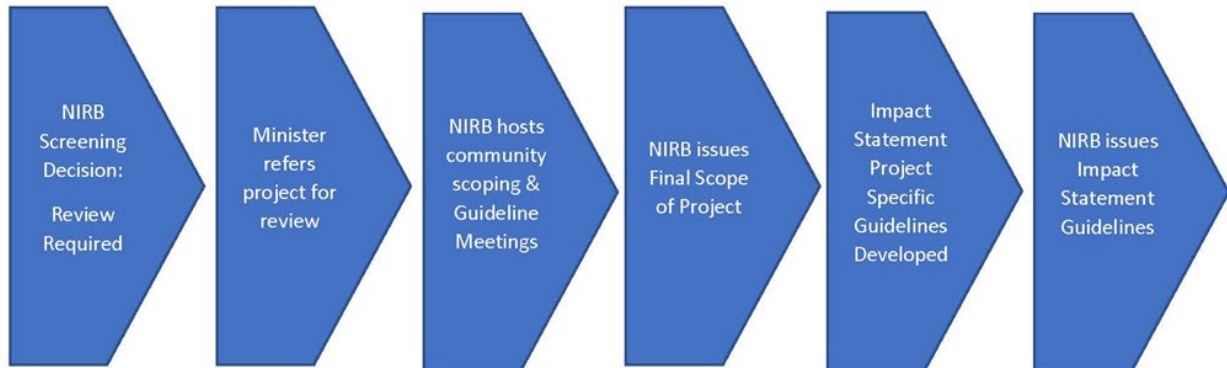 NIRB
Screening
Decision:
Review
Required
Minister
refers
project for
review
NIRB hosts
community
scoping &
Guideline
Meetings
NIRB issues
Final Scope
of Project
Impact
Statement
Project
Specific
Guidelines
Developed
NIRB issues
Impact
Statement
Guidelines